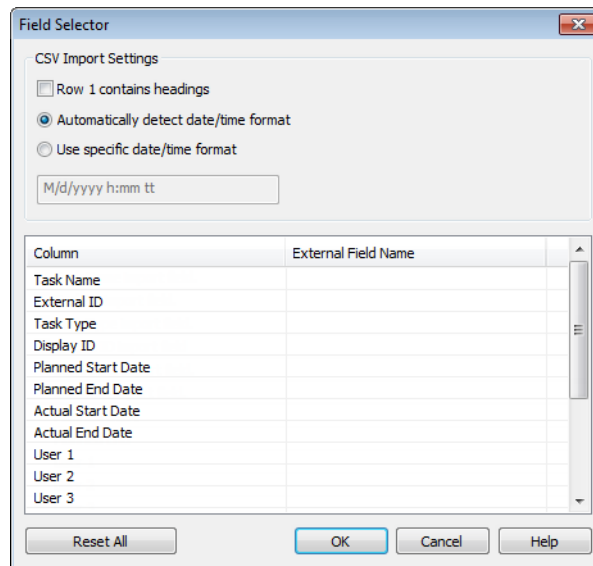 Field Selector
CSV Import Settings
Row 1 contains headings
Automatically detect date/time format
Use specific date/time format
M/d/yyyy h:mm tt
Column External Field Name
Task Name
External ID
Task Type
Display ID
Planned Start Date
Planned End Date
Actual Start Date
Actual End Date
User 1
User 2
User 3
Reset All OK Cancel Help